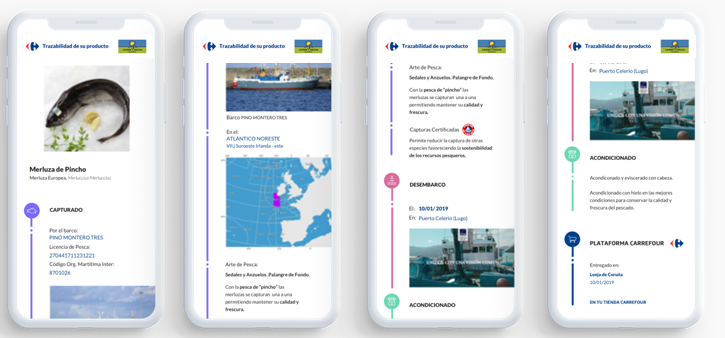 Trazabilidad de su producto
Merluza de Pincho
Merluza Europea, Merluccius Merluccius
CAPTURADO
Por el barco:
PINO MONTERO TRES
Licencia de Pesca:
270441711231221
Código Org. Martitima Inter:
8701026
Trazabilidad de su producto
Barco PINO MONTERO TRES
En el:
ATLÁNTICO NORESTE
VII.j Suroeste Irlanda - este
Arte de Pesca:
Sedales y Anzuelos. Palangre de Fondo.
Con la pesca de "pincho" las
merluzas se capturan una a una
permitiendo mantener su calidad y
frescura.
Trazabilidad de su producto
Arte de Pesca:
Sedales y Anzuelos. Palangre de Fondo.
Con la pesca de "pincho" las
merluzas se capturan una a una
permitiendo mantener su calidad y
frescura.
Capturas Certificadas
Permite reducir la captura de otras
especies favoreciendo la sostenibilidad
de los recursos pesqueros.
DESEMBARCO
El: 10/01/2019
En: Puerto Celerio (Lugo)
ACONDICIONADO
Trazabilidad de su producto
En: Puerto Celerio (Lugo)
ACONDICIONADO
Acondicionado y eviscerado con cabeza.
Acondicionado con hielo en las mejores
condiciones para conservar la calidad y
frescura del pescado.
PLATAFORMA CARREFOUR
Entregado en:
Lonja de Coruña
10/01/2019
EN TU TIENDA CARREFOUR